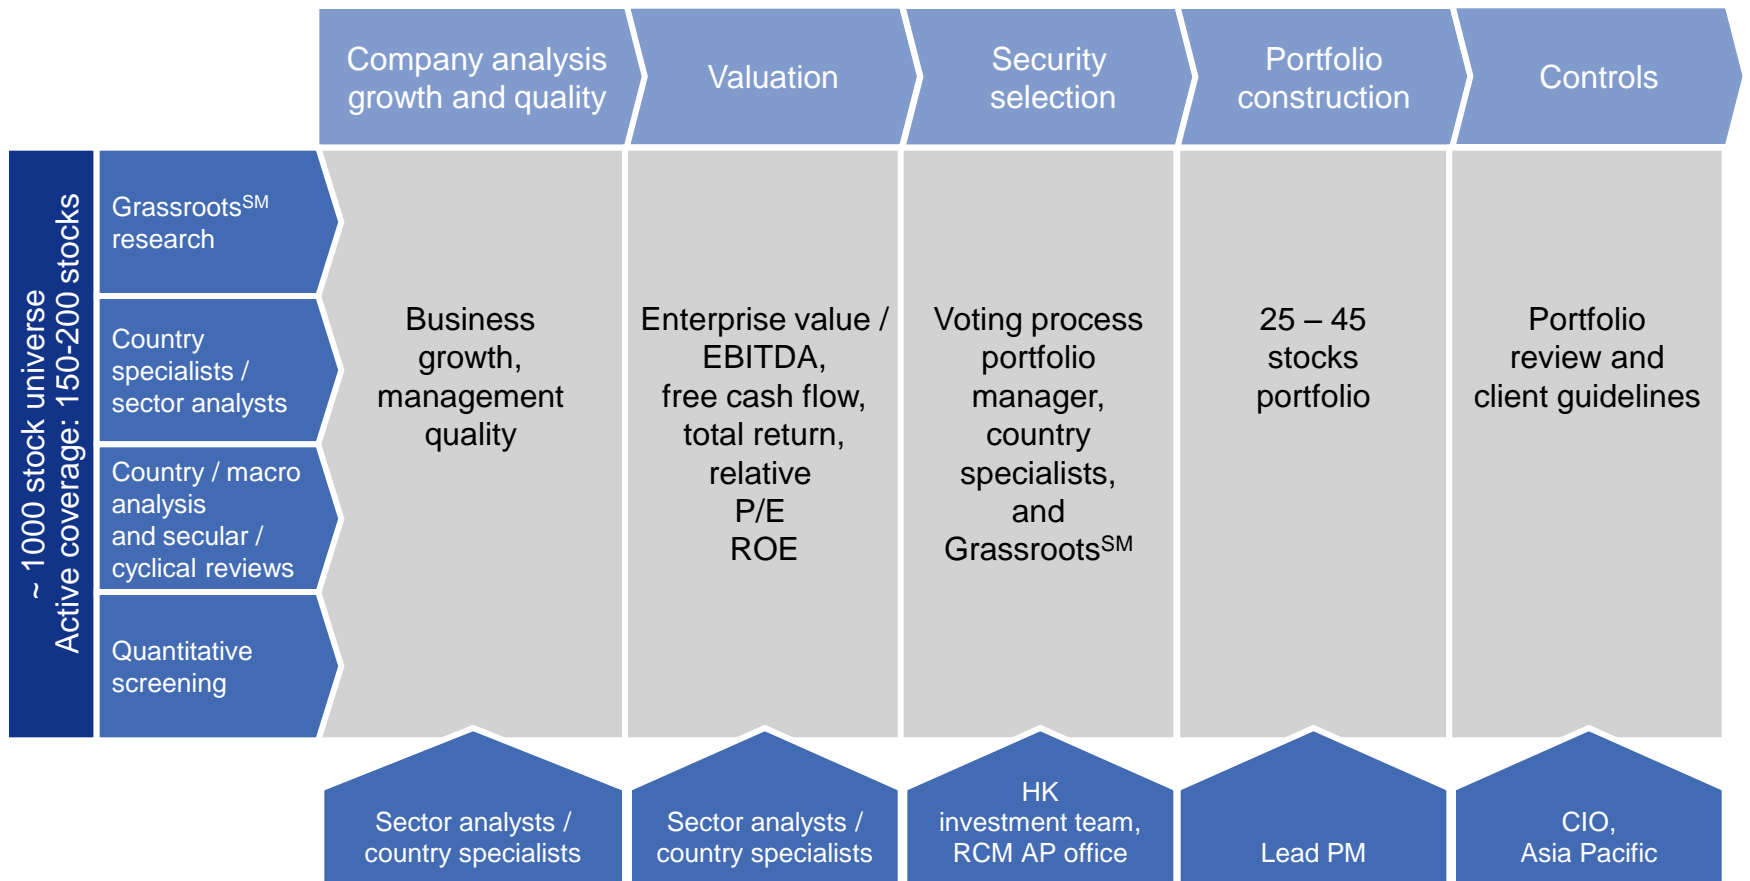 Company analysis
growth and quality
Valuation
Security
selection
Portfolio
construction
Controls
~ 1000 stock universe
Active coverage: 150-200 stocks
Grassroots℠
research
Country
specialists /
sector analysts
Country / macro
analysis
and secular /
cyclical reviews
Quantitative
screening
Business
growth,
management
quality
Enterprise value /
EBITDA,
free cash flow,
total return,
relative
P/E
ROE
Voting process
portfolio
manager,
country
specialists,
and
Grassroots℠
25 – 45
stocks
portfolio
Portfolio
review and
client guidelines
Sector analysts /
country specialists
Sector analysts /
country specialists
HK
investment team,
RCM AP office
Lead PM
CIO,
Asia Pacific